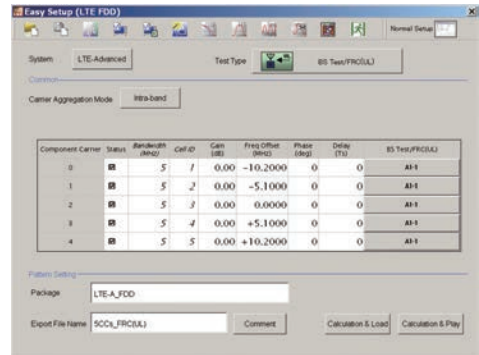 Easy Setup (LTE FDD)
Normal Setup
System LTE-Advanced Test Type BS Test/FRC(UL)
Common
Carrier Aggregation Mode Intra-band
Component Carrier Status Bandwidth (MHz) Cell-ID Gain (dB) Freq Offset (MHz) Phase (deg) Delay (Ts) BS Test/FRC(UL)
0 5 1 0.00 -10.2000 0 0 A1-1
1 5 2 0.00 -5.1000 0 0 A1-1
2 5 3 0.00 0.0000 0 0 A1-1
3 5 4 0.00 +5.1000 0 0 A1-1
4 5 5 0.00 +10.2000 0 0 A1-1
Pattern Setting
Package LTE-A_FDD
Export File Name 5CCs_FRC(UL) Comment Calculation & Load Calculation & Play